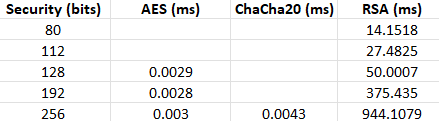 Security (bits) AES (ms) ChaCha20 (ms) RSA (ms)
80 14.1518
112 27.4825
128 0.0029 50.0007
192 0.0028 375.435
256 0.003 0.0043 944.1079